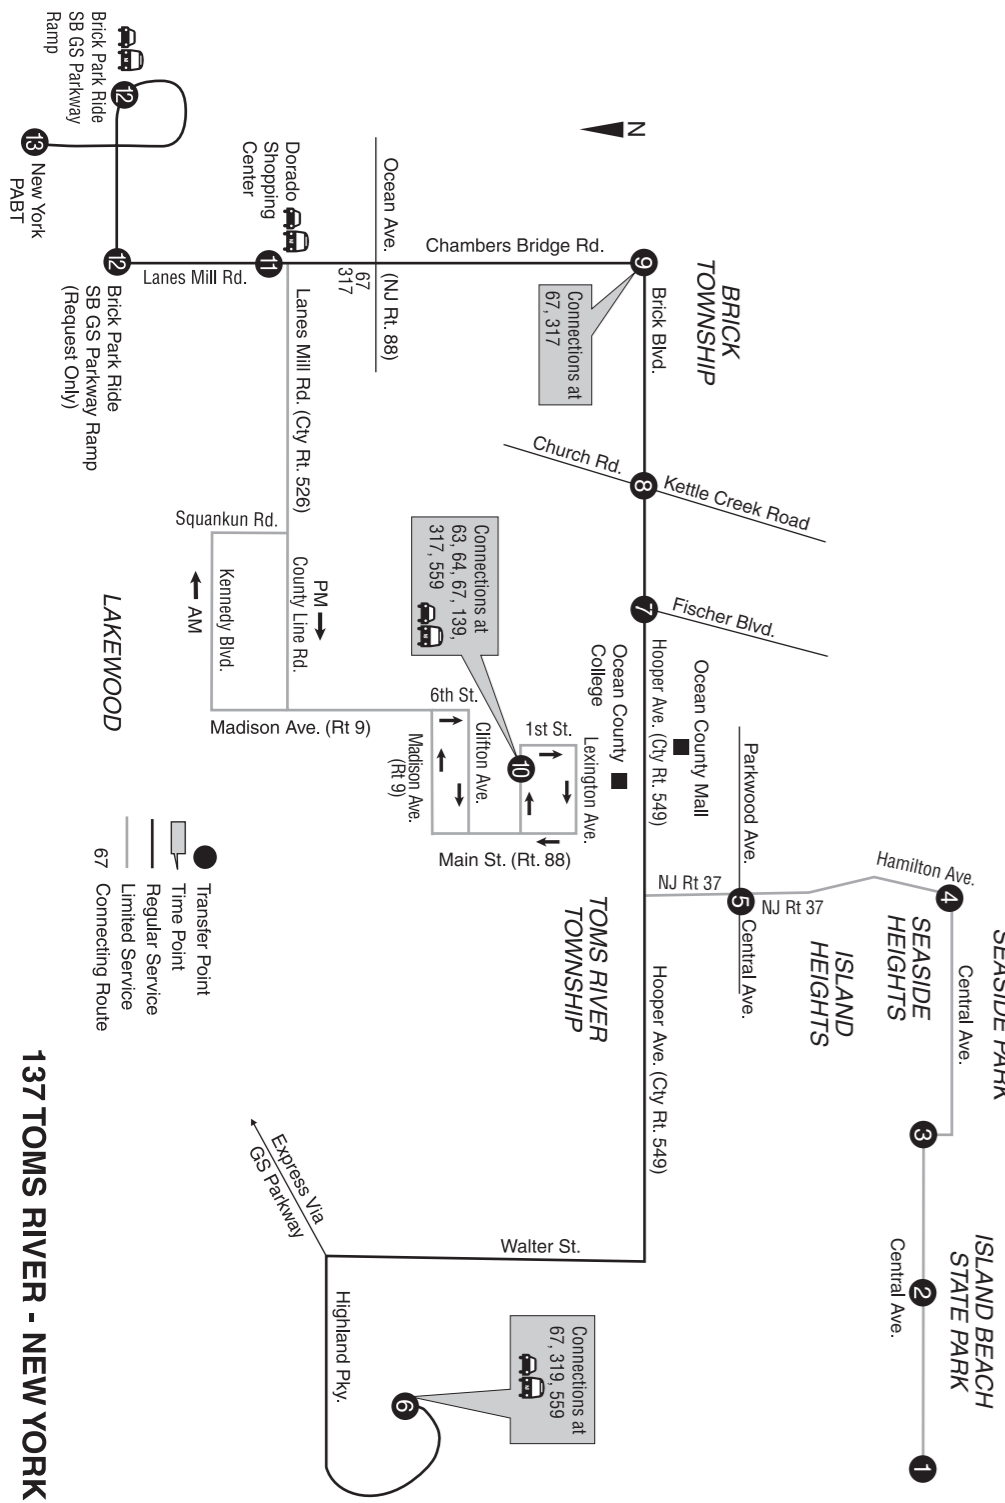 137 TOMS RIVER - NEW YORK
N
SEASIDE PARK
Central Ave.
4
3
ISLAND BEACH
STATE PARK
Central Ave.
2
1
Hamilton Ave.
SEASIDE
HEIGHTS
ISLAND
HEIGHTS
NJ Rt 37
5
Parkwood Ave.
Central Ave.
NJ Rt 37
TOMS RIVER
TOWNSHIP
Hooper Ave. (Cty Rt. 549)
Walter St.
Highland Pky.
Express Via
GS Parkway
6
Connections at
67, 319, 559
Ocean County Mall
Hooper Ave. (Cty Rt. 549)
Ocean County
College
7
Fischer Blvd.
8
Kettle Creek Road
Church Rd.
BRICK
TOWNSHIP
Brick Blvd.
9
Connections at
67, 317
Chambers Bridge Rd.
Ocean Ave.
(NJ Rt. 88)
67
317
Dorado
Shopping
Center
11
Lanes Mill Rd.
Lanes Mill Rd. (Cty Rt. 526)
Squankun Rd.
PM
County Line Rd.
Kennedy Blvd.
AM
LAKEWOOD
Madison Ave. (Rt 9)
6th St.
Clifton Ave.
Madison Ave.
(Rt 9)
1st St.
Lexington Ave.
10
Main St. (Rt. 88)
Connections at
63, 64, 67, 139,
317, 559
12
Brick Park Ride
SB GS Parkway Ramp
(Request Only)
12
Brick Park Ride
SB GS Parkway
Ramp
13
New York
PABT
Transfer Point
Time Point
Regular Service
Limited Service
67 Connecting Route